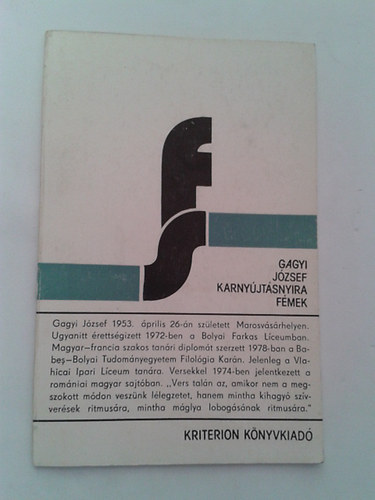 fs
GAGYI
JÓZSEF
KARNYÚJTÁSNYIRA
FÉMEK
Gagyi József 1953. április 26-án született Marosvásárhelyen.
Ugyanitt érettségizett 1972-ben a Bolyai Farkas Líceumban.
Magyar–francia szakos tanári diplomát szerzett 1978-ban a Ba-
beș–Bolyai Tudományegyetem Filológia Karán. Jelenleg a Vla-
hicai Ipari Líceum tanára. Versekkel 1974-ben jelentkezett a
romániai magyar sajtóban. „Vers talán az, amikor nem a meg-
szokott módon veszünk lélegzetet, hanem mintha kihagyó szív-
verések ritmusára, mintha máglya lobogásának ritmusára."
KRITERION KÖNYVKIADÓ